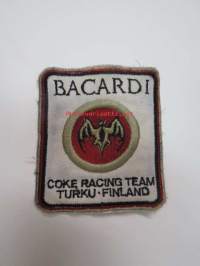 BACARDI
COKE RACING TEAM
TURKU · FINLAND